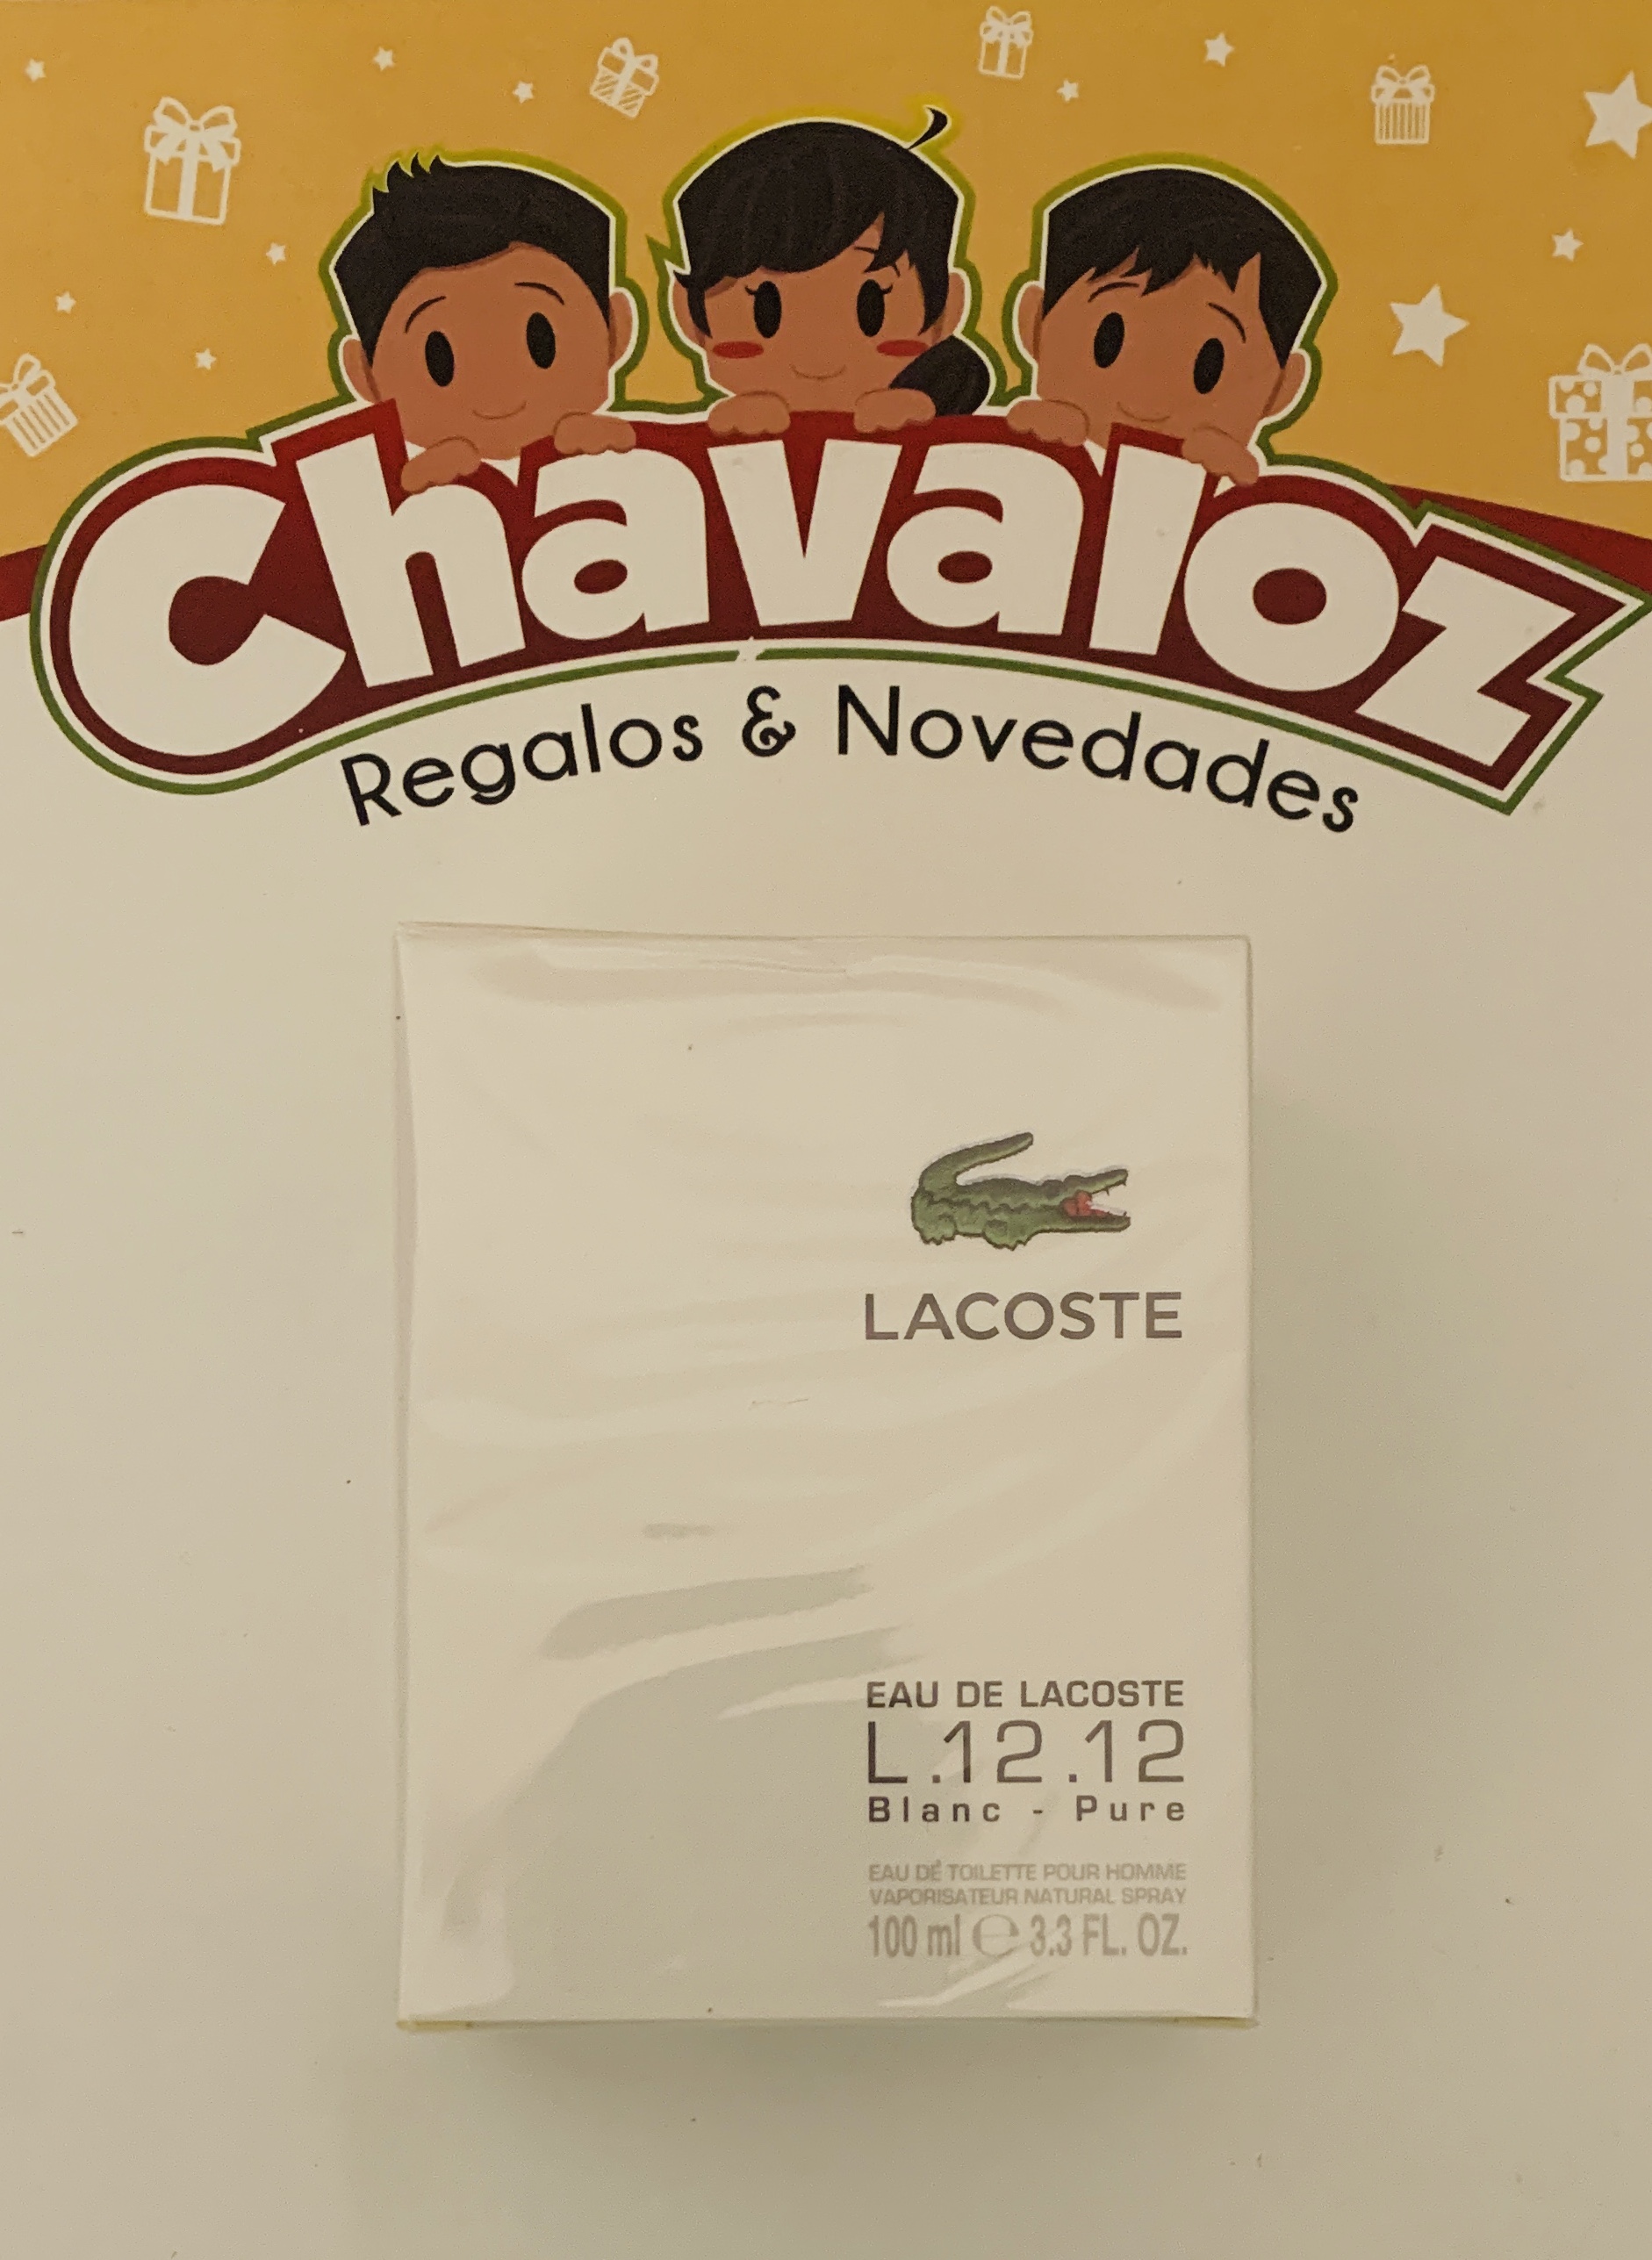 Chavaloz
Regalos & Novedades
LACOSTE
EAU DE LACOSTE
L.12.12
Blanc - Pure
EAU DE TOILETTE POUR HOMME
VAPORISATEUR NATURAL SPRAY
100 ml ℮ 3.3 FL. OZ.